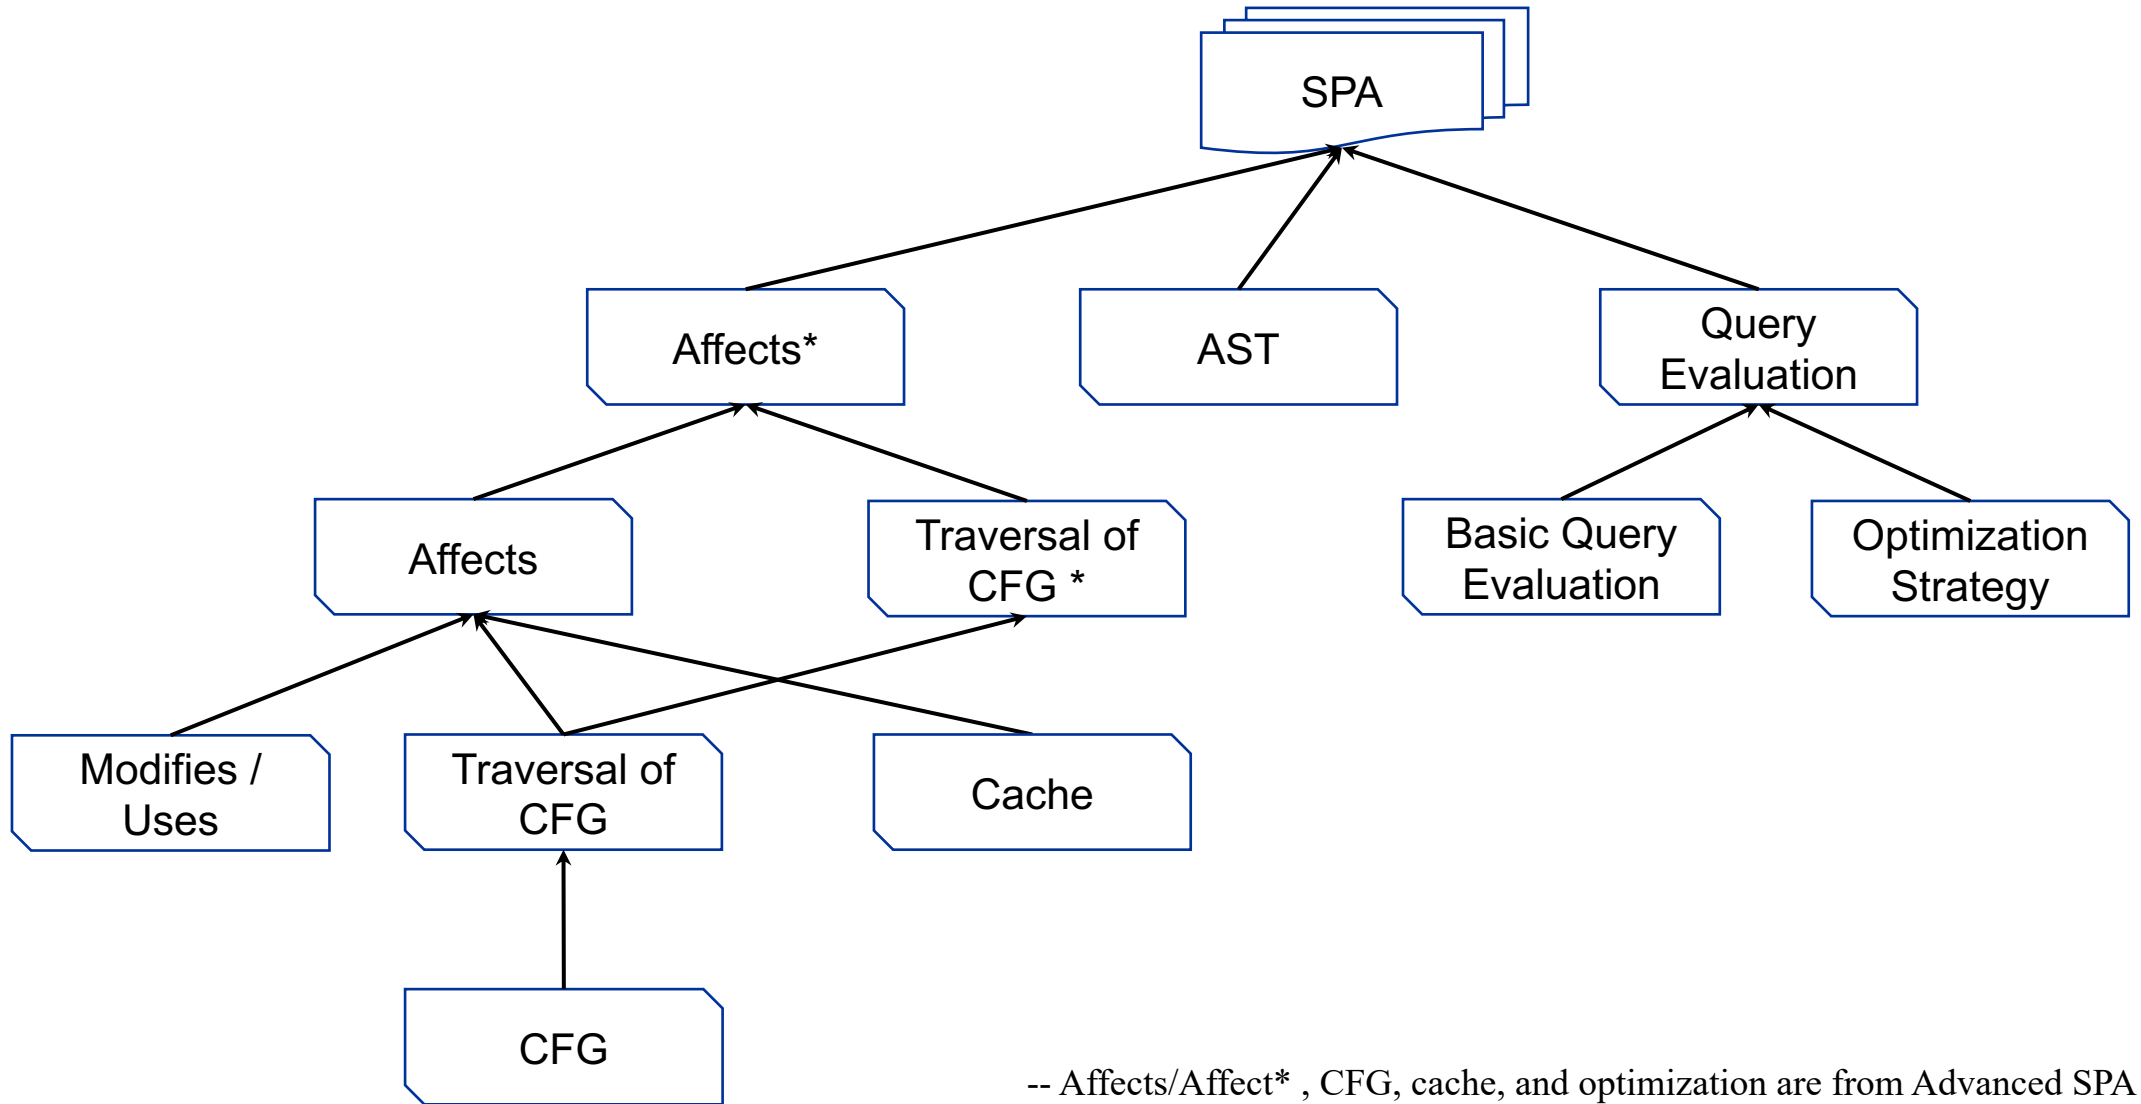 SPA
Affects*
AST
Query
Evaluation
Affects
Traversal of
CFG *
Basic Query
Evaluation
Optimization
Strategy
Modifies /
Uses
Traversal of
CFG
Cache
CFG
-- Affects/Affect* , CFG, cache, and optimization are from Advanced SPA